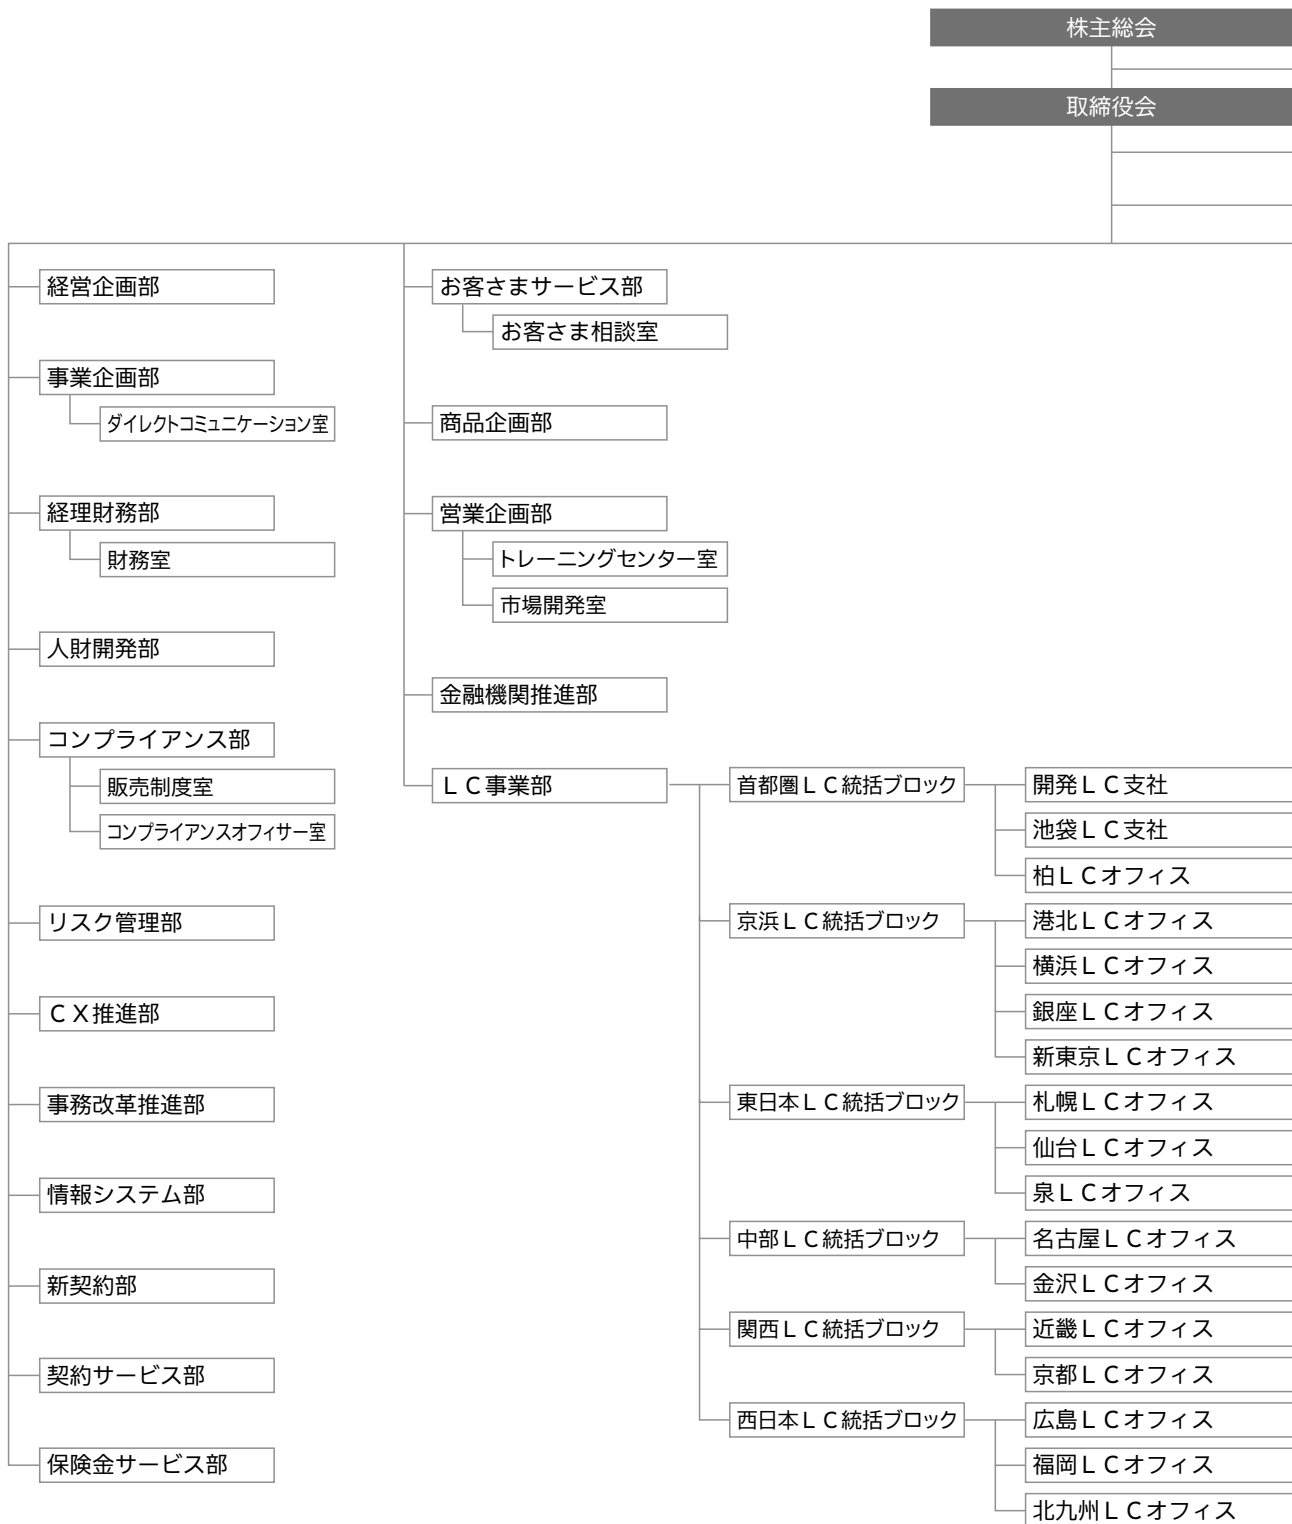 株主総会
取締役会
経営企画部
事業企画部
ダイレクトコミュニケーション室
経理財務部
財務室
人財開発部
コンプライアンス部
販売制度室
コンプライアンスオフィサー室
リスク管理部
ＣＸ推進部
事務改革推進部
情報システム部
新契約部
契約サービス部
保険金サービス部
お客さまサービス部
お客さま相談室
商品企画部
営業企画部
トレーニングセンター室
市場開発室
金融機関推進部
ＬＣ事業部
首都圏ＬＣ統括ブロック
開発ＬＣ支社
池袋ＬＣ支社
柏ＬＣオフィス
京浜ＬＣ統括ブロック
港北ＬＣオフィス
横浜ＬＣオフィス
銀座ＬＣオフィス
新東京ＬＣオフィス
東日本ＬＣ統括ブロック
札幌ＬＣオフィス
仙台ＬＣオフィス
泉ＬＣオフィス
中部ＬＣ統括ブロック
名古屋ＬＣオフィス
金沢ＬＣオフィス
関西ＬＣ統括ブロック
近畿ＬＣオフィス
京都ＬＣオフィス
西日本ＬＣ統括ブロック
広島ＬＣオフィス
福岡ＬＣオフィス
北九州ＬＣオフィス